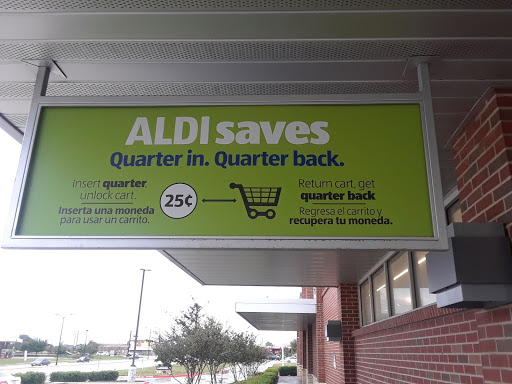 ALDI saves
Quarter in. Quarter back.
Insert quarter,
unlock cart.
Inserta una moneda
para usar un carrito.
25¢
Return cart, get
quarter back
Regresa el carrito y
recupera tu moneda.